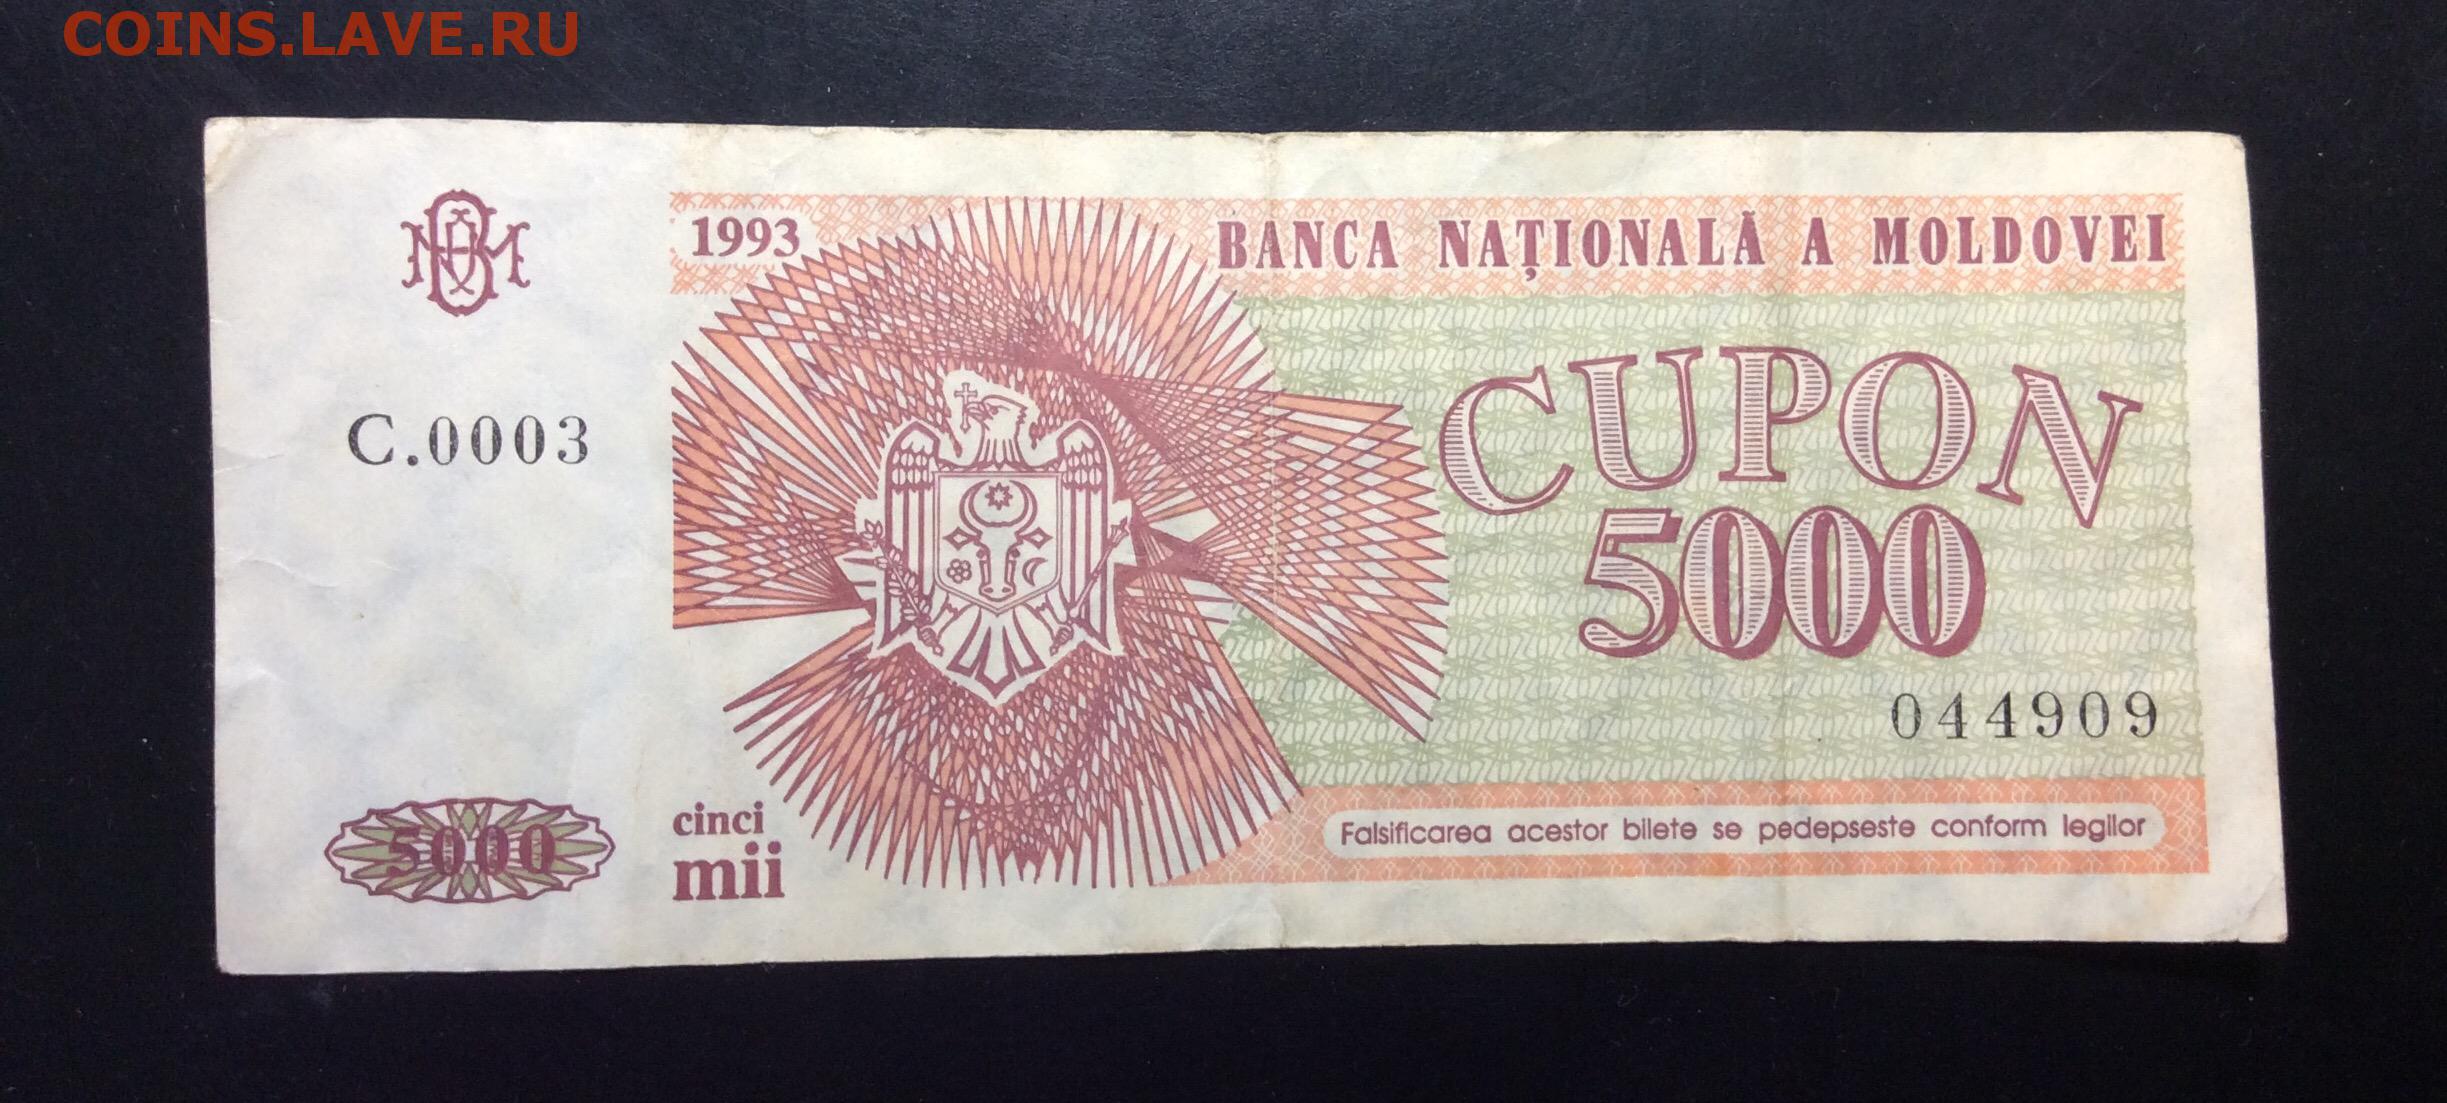 COINS.LAVE.RU
1993
BANCA NAȚIONALĂ A MOLDOVEI
C.0003
CUPON
5000
044909
5000
cinci
mii
Falsificarea acestor bilete se pedepseste conform legilor